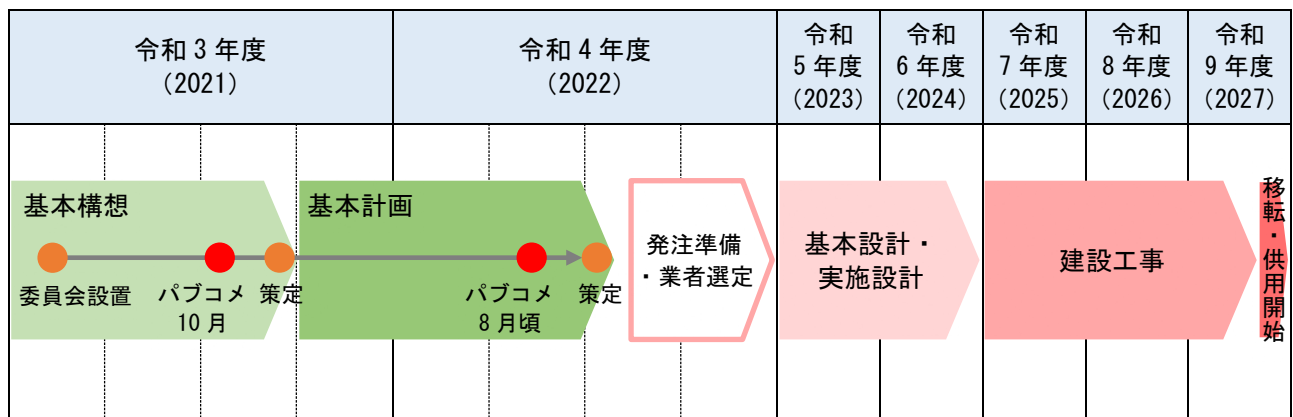 令和 3 年度
（2021）
令和 4 年度
（2022）
令和
5 年度
（2023）
令和
6 年度
（2024）
令和
7 年度
（2025）
令和
8 年度
（2026）
令和
9 年度
（2027）
基本構想
委員会設置
パブコメ
10 月
策定
基本計画
パブコメ
8 月頃
策定
発注準備
・業者選定
基本設計・
実施設計
建設工事
移転・供用開始